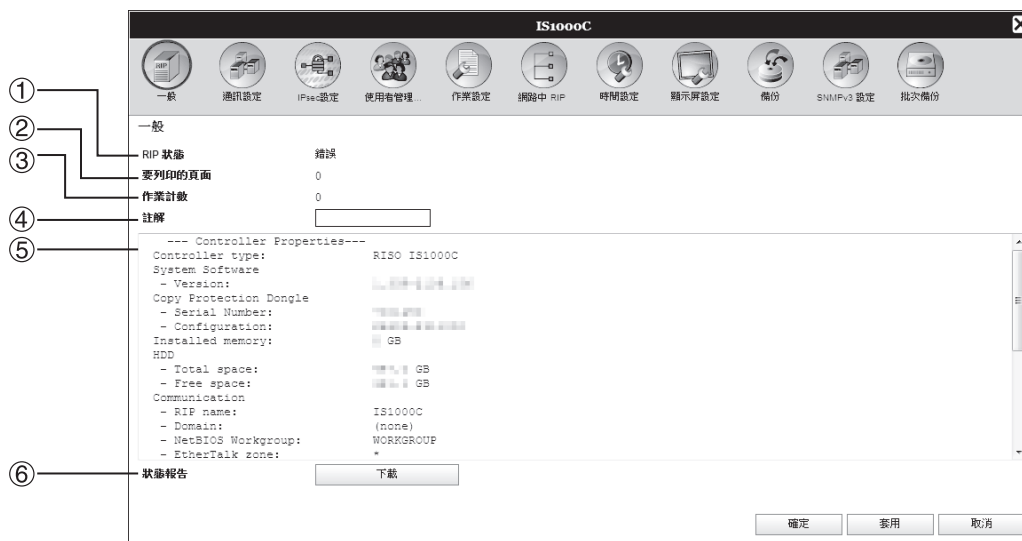 IS1000C
RIP
一般
通訊設定
IPsec設定
使用者管理...
作業設定
網路中 RIP
時間設定
顯示屏設定
備份
SNMPv3 設定
批次備份
一般
① RIP 狀態 錯誤
② 要列印的頁面 0
③ 作業計數 0
④ 註解
⑤ --- Controller Properties---
Controller type: RISO IS1000C
System Software
- Version:
Copy Protection Dongle
- Serial Number:
- Configuration:
Installed memory: GB
HDD
- Total space: GB
- Free space: GB
Communication
- RIP name: IS1000C
- Domain: (none)
- NetBIOS Workgroup: WORKGROUP
- EtherTalk zone: *
⑥ 狀態報告 下載
確定 套用 取消